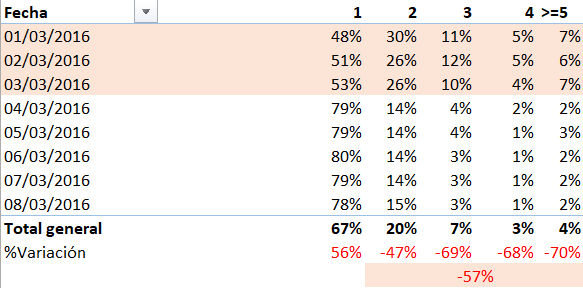 Fecha 1 2 3 4 >=5
01/03/2016 48% 30% 11% 5% 7%
02/03/2016 51% 26% 12% 5% 6%
03/03/2016 53% 26% 10% 4% 7%
04/03/2016 79% 14% 4% 2% 2%
05/03/2016 79% 14% 4% 1% 3%
06/03/2016 80% 14% 3% 1% 2%
07/03/2016 79% 14% 3% 1% 2%
08/03/2016 78% 15% 3% 1% 2%
Total general 67% 20% 7% 3% 4%
%Variación 56% -47% -69% -68% -70%
-57%